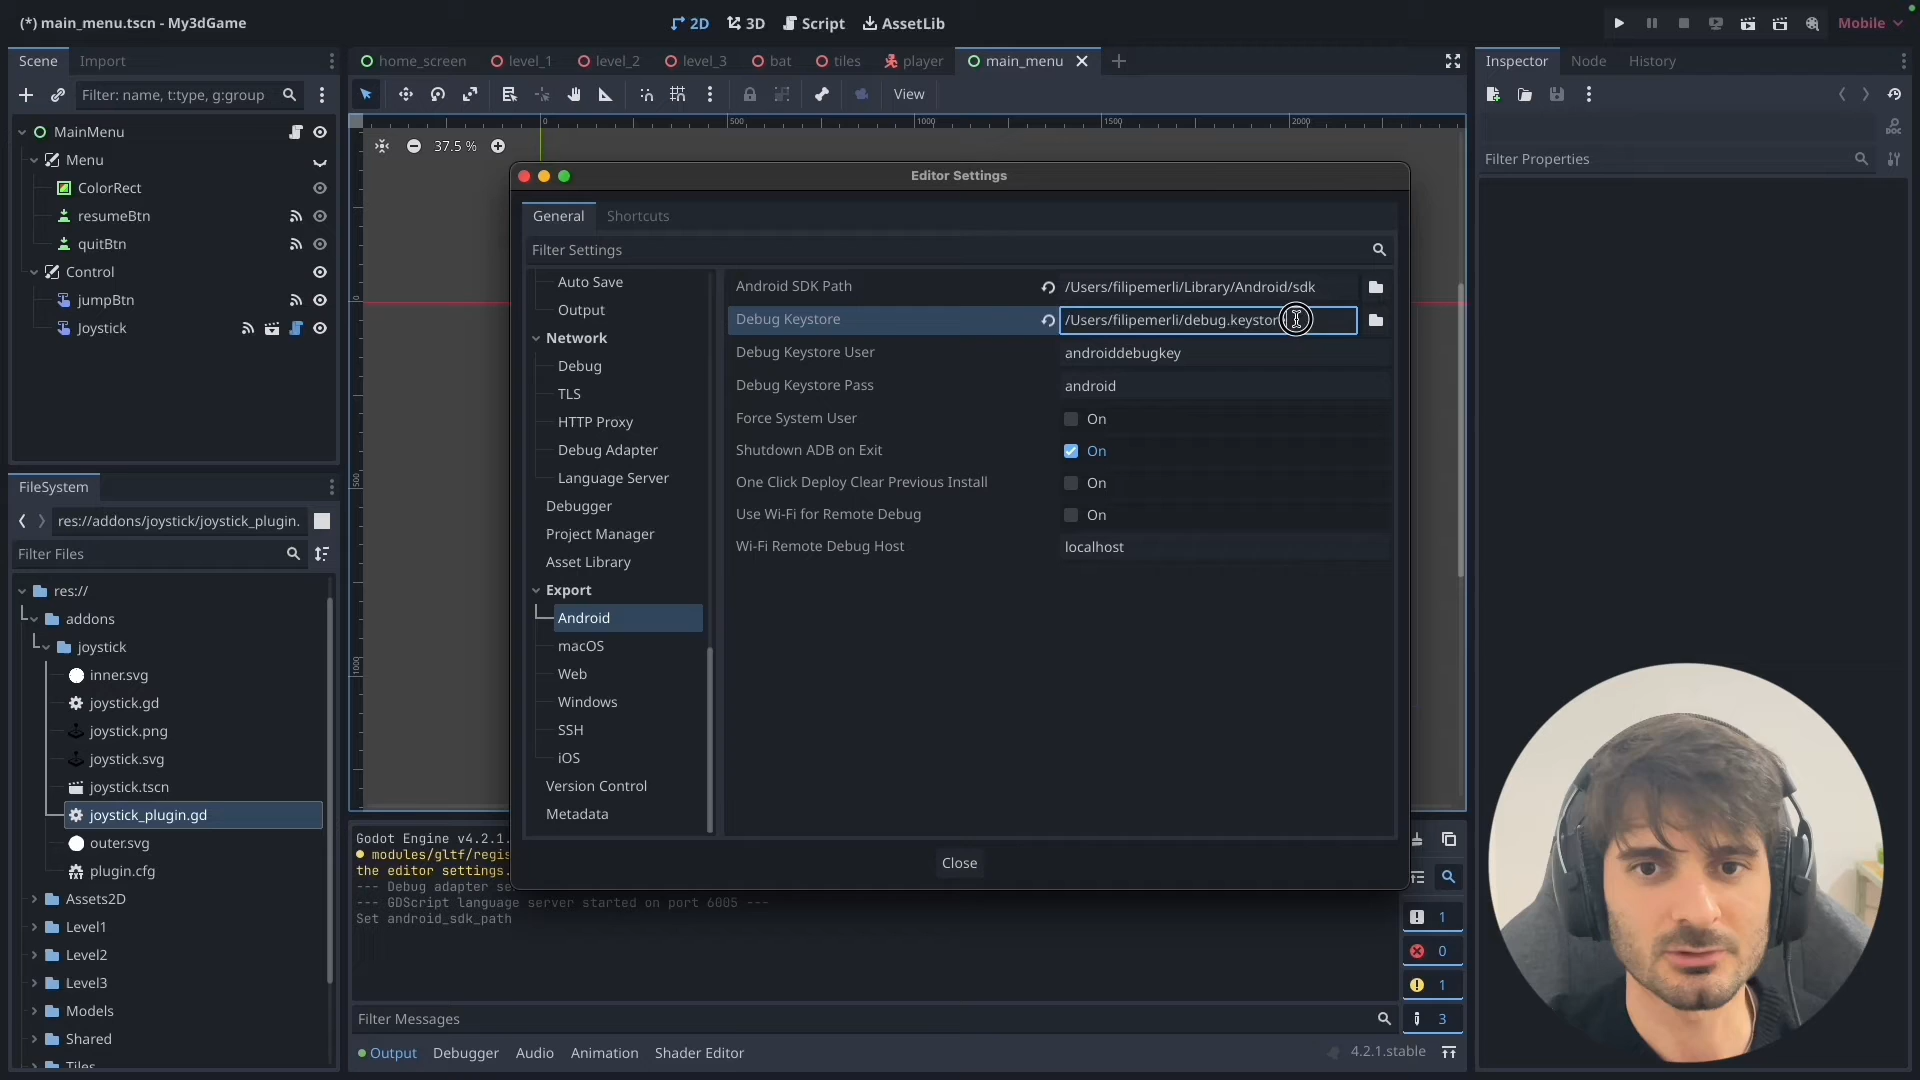 (*) main_menu.tscn - My3dGame
2D
3D
Script
AssetLib
Mobile
Scene
Import
Filter: name, t:type, g:group
MainMenu
Menu
ColorRect
resumeBtn
quitBtn
Control
jumpBtn
Joystick
FileSystem
res://addons/joystick/joystick_plugin.
Filter Files
res://
addons
joystick
inner.svg
joystick.gd
joystick.png
joystick.svg
joystick.tscn
joystick_plugin.gd
outer.svg
plugin.cfg
Assets2D
Level1
Level2
Level3
Models
Shared
Tiles
home_screen
level_1
level_2
level_3
bat
tiles
player
main_menu
View
0
500
1000
1500
2000
37.5 %
0
500
1000
Editor Settings
General
Shortcuts
Filter Settings
Auto Save
Output
Network
Debug
TLS
HTTP Proxy
Debug Adapter
Language Server
Debugger
Project Manager
Asset Library
Export
Android
macOS
Web
Windows
SSH
iOS
Version Control
Metadata
Android SDK Path
/Users/filipemerli/Library/Android/sdk
Debug Keystore
/Users/filipemerli/debug.keystor
Debug Keystore User
androiddebugkey
Debug Keystore Pass
android
Force System User
On
Shutdown ADB on Exit
On
One Click Deploy Clear Previous Install
On
Use Wi-Fi for Remote Debug
On
Wi-Fi Remote Debug Host
localhost
Close
Godot Engine v4.2.1.
modules/gltf/regis
the editor settings.
--- Debug adapter se
--- GDScript language server started on port 6005 ---
Set android_sdk_path
1
0
1
3
Filter Messages
Output
Debugger
Audio
Animation
Shader Editor
4.2.1.stable
Inspector
Node
History
DOC
Filter Properties